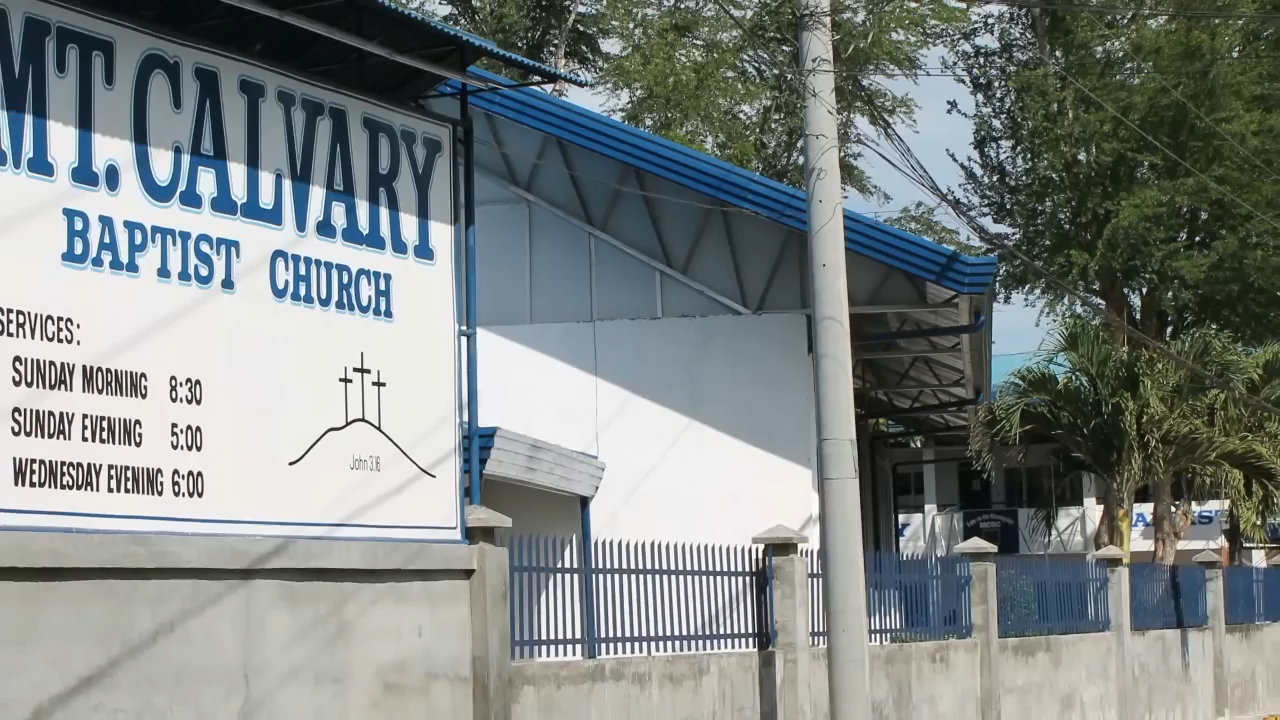 MT. CALVARY
BAPTIST CHURCH
SERVICES:
SUNDAY MORNING 8:30
SUNDAY EVENING 5:00
WEDNESDAY EVENING 6:00
John 3:16
MCBC